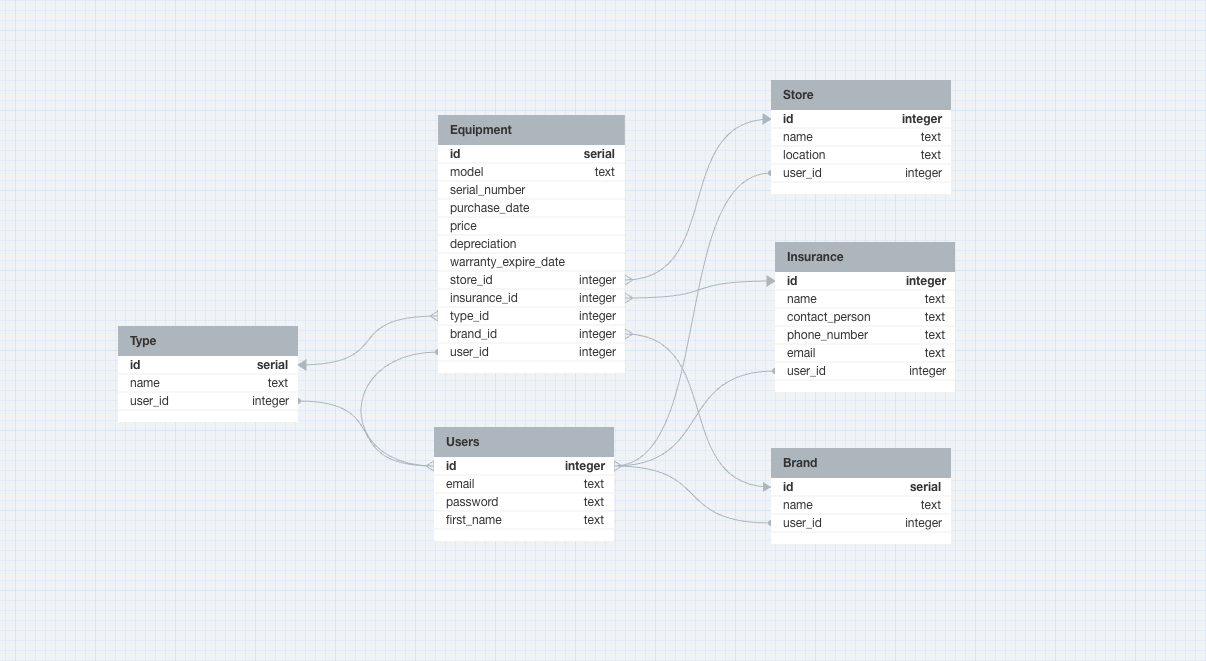 Store
id integer
name text
location text
user_id integer
Equipment
id serial
model text
serial_number
purchase_date
price
depreciation
warranty_expire_date
store_id integer
insurance_id integer
type_id integer
brand_id integer
user_id integer
Insurance
id integer
name text
contact_person text
phone_number text
email text
user_id integer
Type
id serial
name text
user_id integer
Users
id integer
email text
password text
first_name text
Brand
id serial
name text
user_id integer